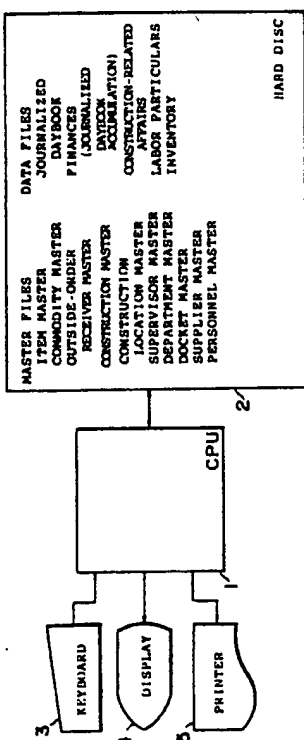 3
KEYBOARD
4
DISPLAY
5
PRINTER
CPU
1
MASTER FILES
ITEM MASTER
COMMODITY MASTER
OUTSIDE-ORDER
RECEIVER MASTER
CONSTRUCTION MASTER
CONSTRUCTION
LOCATION MASTER
SUPERVISOR MASTER
DEPARTMENT MASTER
DOCKET MASTER
SUPPLIER MASTER
PERSONNEL MASTER
DATA FILES
JOURNALIZED
DAYBOOK
FINANCES
(JOURNALIZED
DAYBOOK
ACCUMULATION)
CONSTRUCTION-RELATED
AFFAIRS
LABOR PARTICULARS
INVENTORY
HARD DISC
2